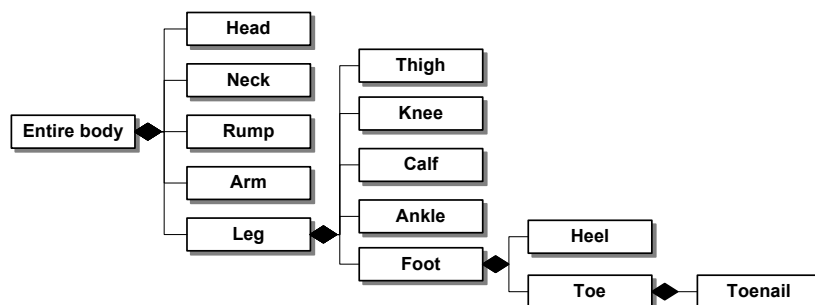 Entire body
Head
Neck
Rump
Arm
Leg
Thigh
Knee
Calf
Ankle
Foot
Heel
Toe
Toenail